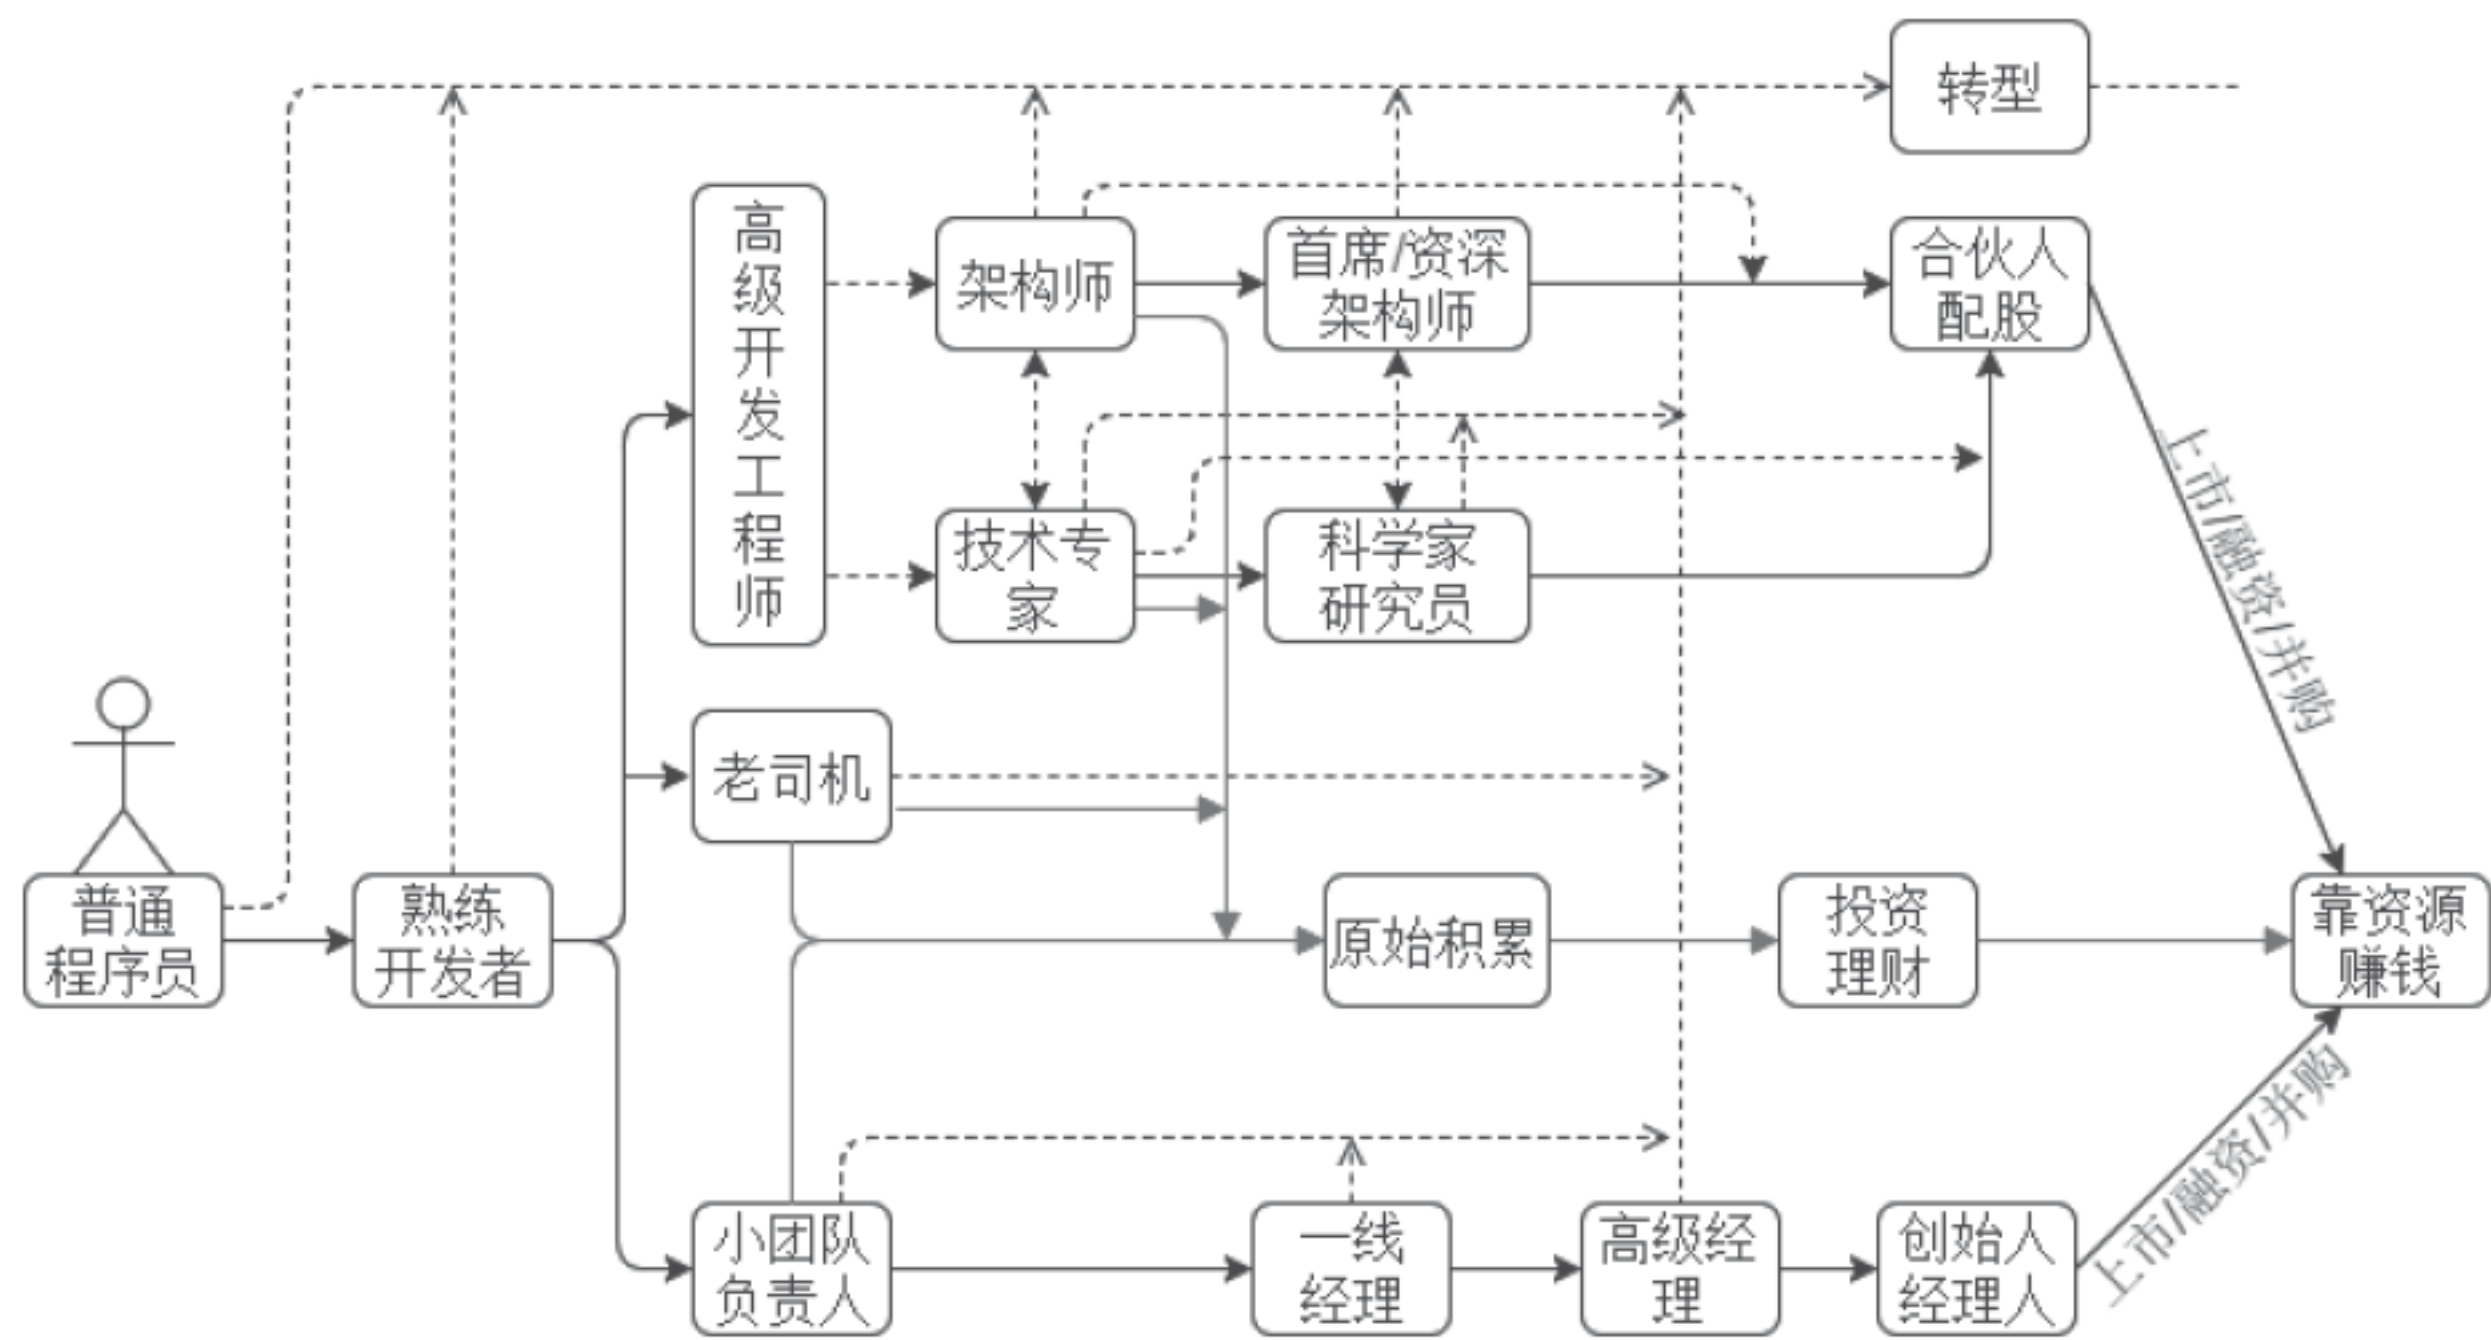 转型
高
级
开
发
工
程
师
架构师
首席/资深
架构师
合伙人
配股
技术专
家
科学家
研究员
上市/融资/并购
老司机
普通
程序员
熟练
开发者
原始积累
投资
理财
靠资源
赚钱
小团队
负责人
一线
经理
高级经
理
创始人
经理人
上市/融资/并购